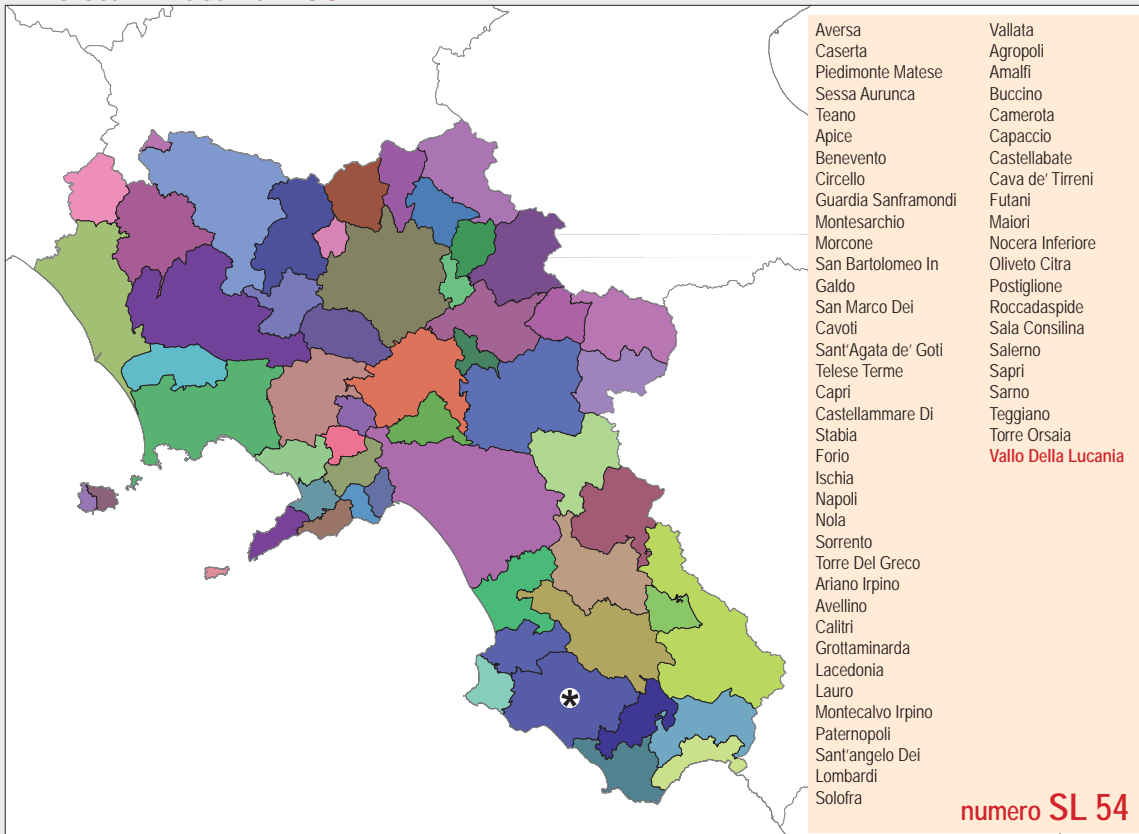 Aversa
Caserta
Piedimonte Matese
Sessa Aurunca
Teano
Apice
Benevento
Circello
Guardia Sanframondi
Montesarchio
Morcone
San Bartolomeo In
Galdo
San Marco Dei
Cavoti
Sant'Agata de' Goti
Telese Terme
Capri
Castellammare Di
Stabia
Forio
Ischia
Napoli
Nola
Sorrento
Torre Del Greco
Ariano Irpino
Avellino
Calitri
Grottaminarda
Lacedonia
Lauro
Montecalvo Irpino
Paternopoli
Sant'angelo Dei
Lombardi
Solofra
Vallata
Agropoli
Amalfi
Buccino
Camerota
Capaccio
Castellabate
Cava de' Tirreni
Futani
Maiori
Nocera Inferiore
Oliveto Citra
Postiglione
Roccadaspide
Sala Consilina
Salerno
Sapri
Sarno
Teggiano
Torre Orsaia
Vallo Della Lucania
*
numero SL 54